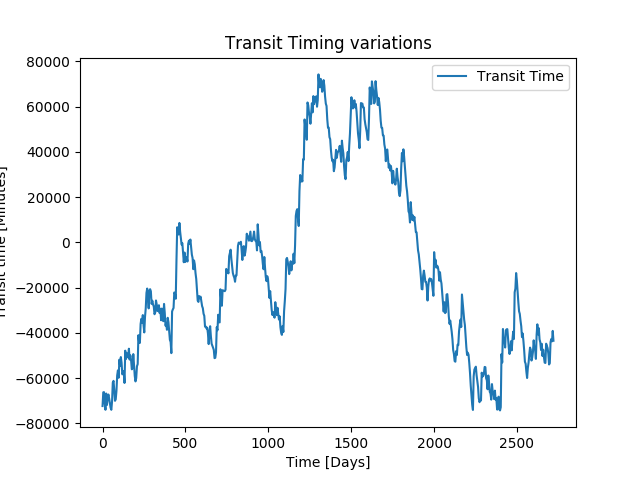 Transit Timing variations
Transit Time
80000
60000
40000
20000
0
−20000
−40000
−60000
−80000
Transit time [Minutes]
0 500 1000 1500 2000 2500
Time [Days]